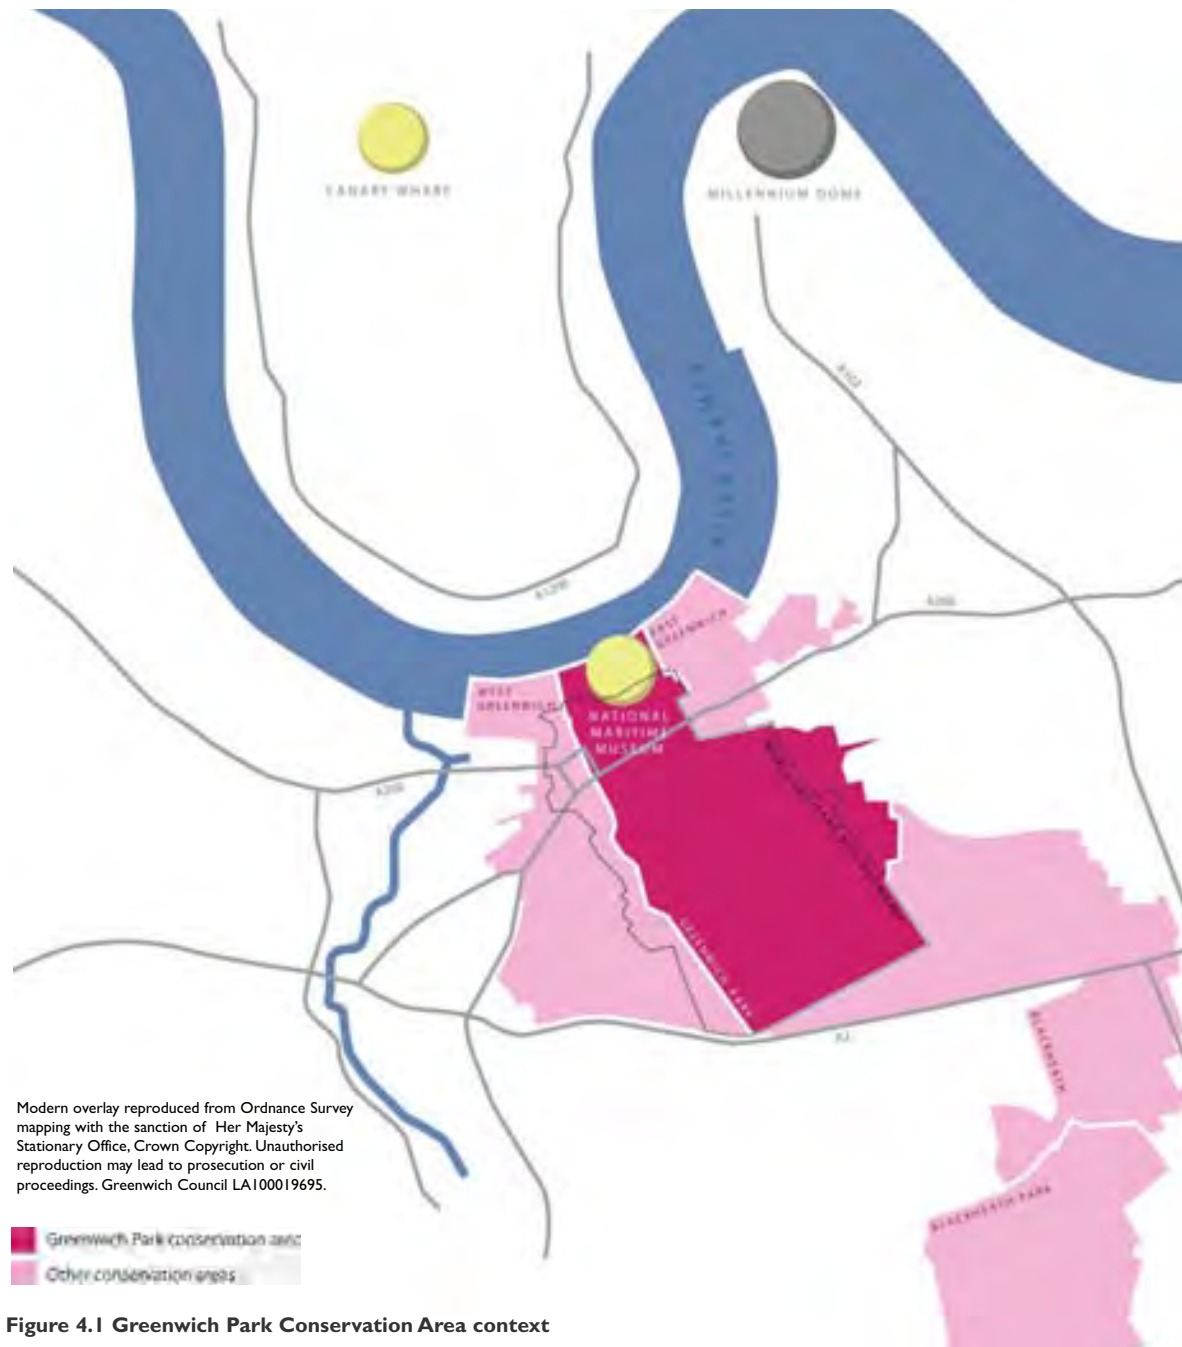 CANARY WHARF
MILLENNIUM DOME
A102
RIVER THAMES
A1206
A206
EAST
GREENWICH
WEST
GREENWICH
NATIONAL
MARITIME
MUSEUM
A200
GREENWICH PARK
A2
BLACKHEATH
BLACKHEATH PARK
Modern overlay reproduced from Ordnance Survey
mapping with the sanction of Her Majesty's
Stationary Office, Crown Copyright. Unauthorised
reproduction may lead to prosecution or civil
proceedings. Greenwich Council LA100019695.
Greenwich Park conservation area
Other conservation areas
Figure 4.1 Greenwich Park Conservation Area context